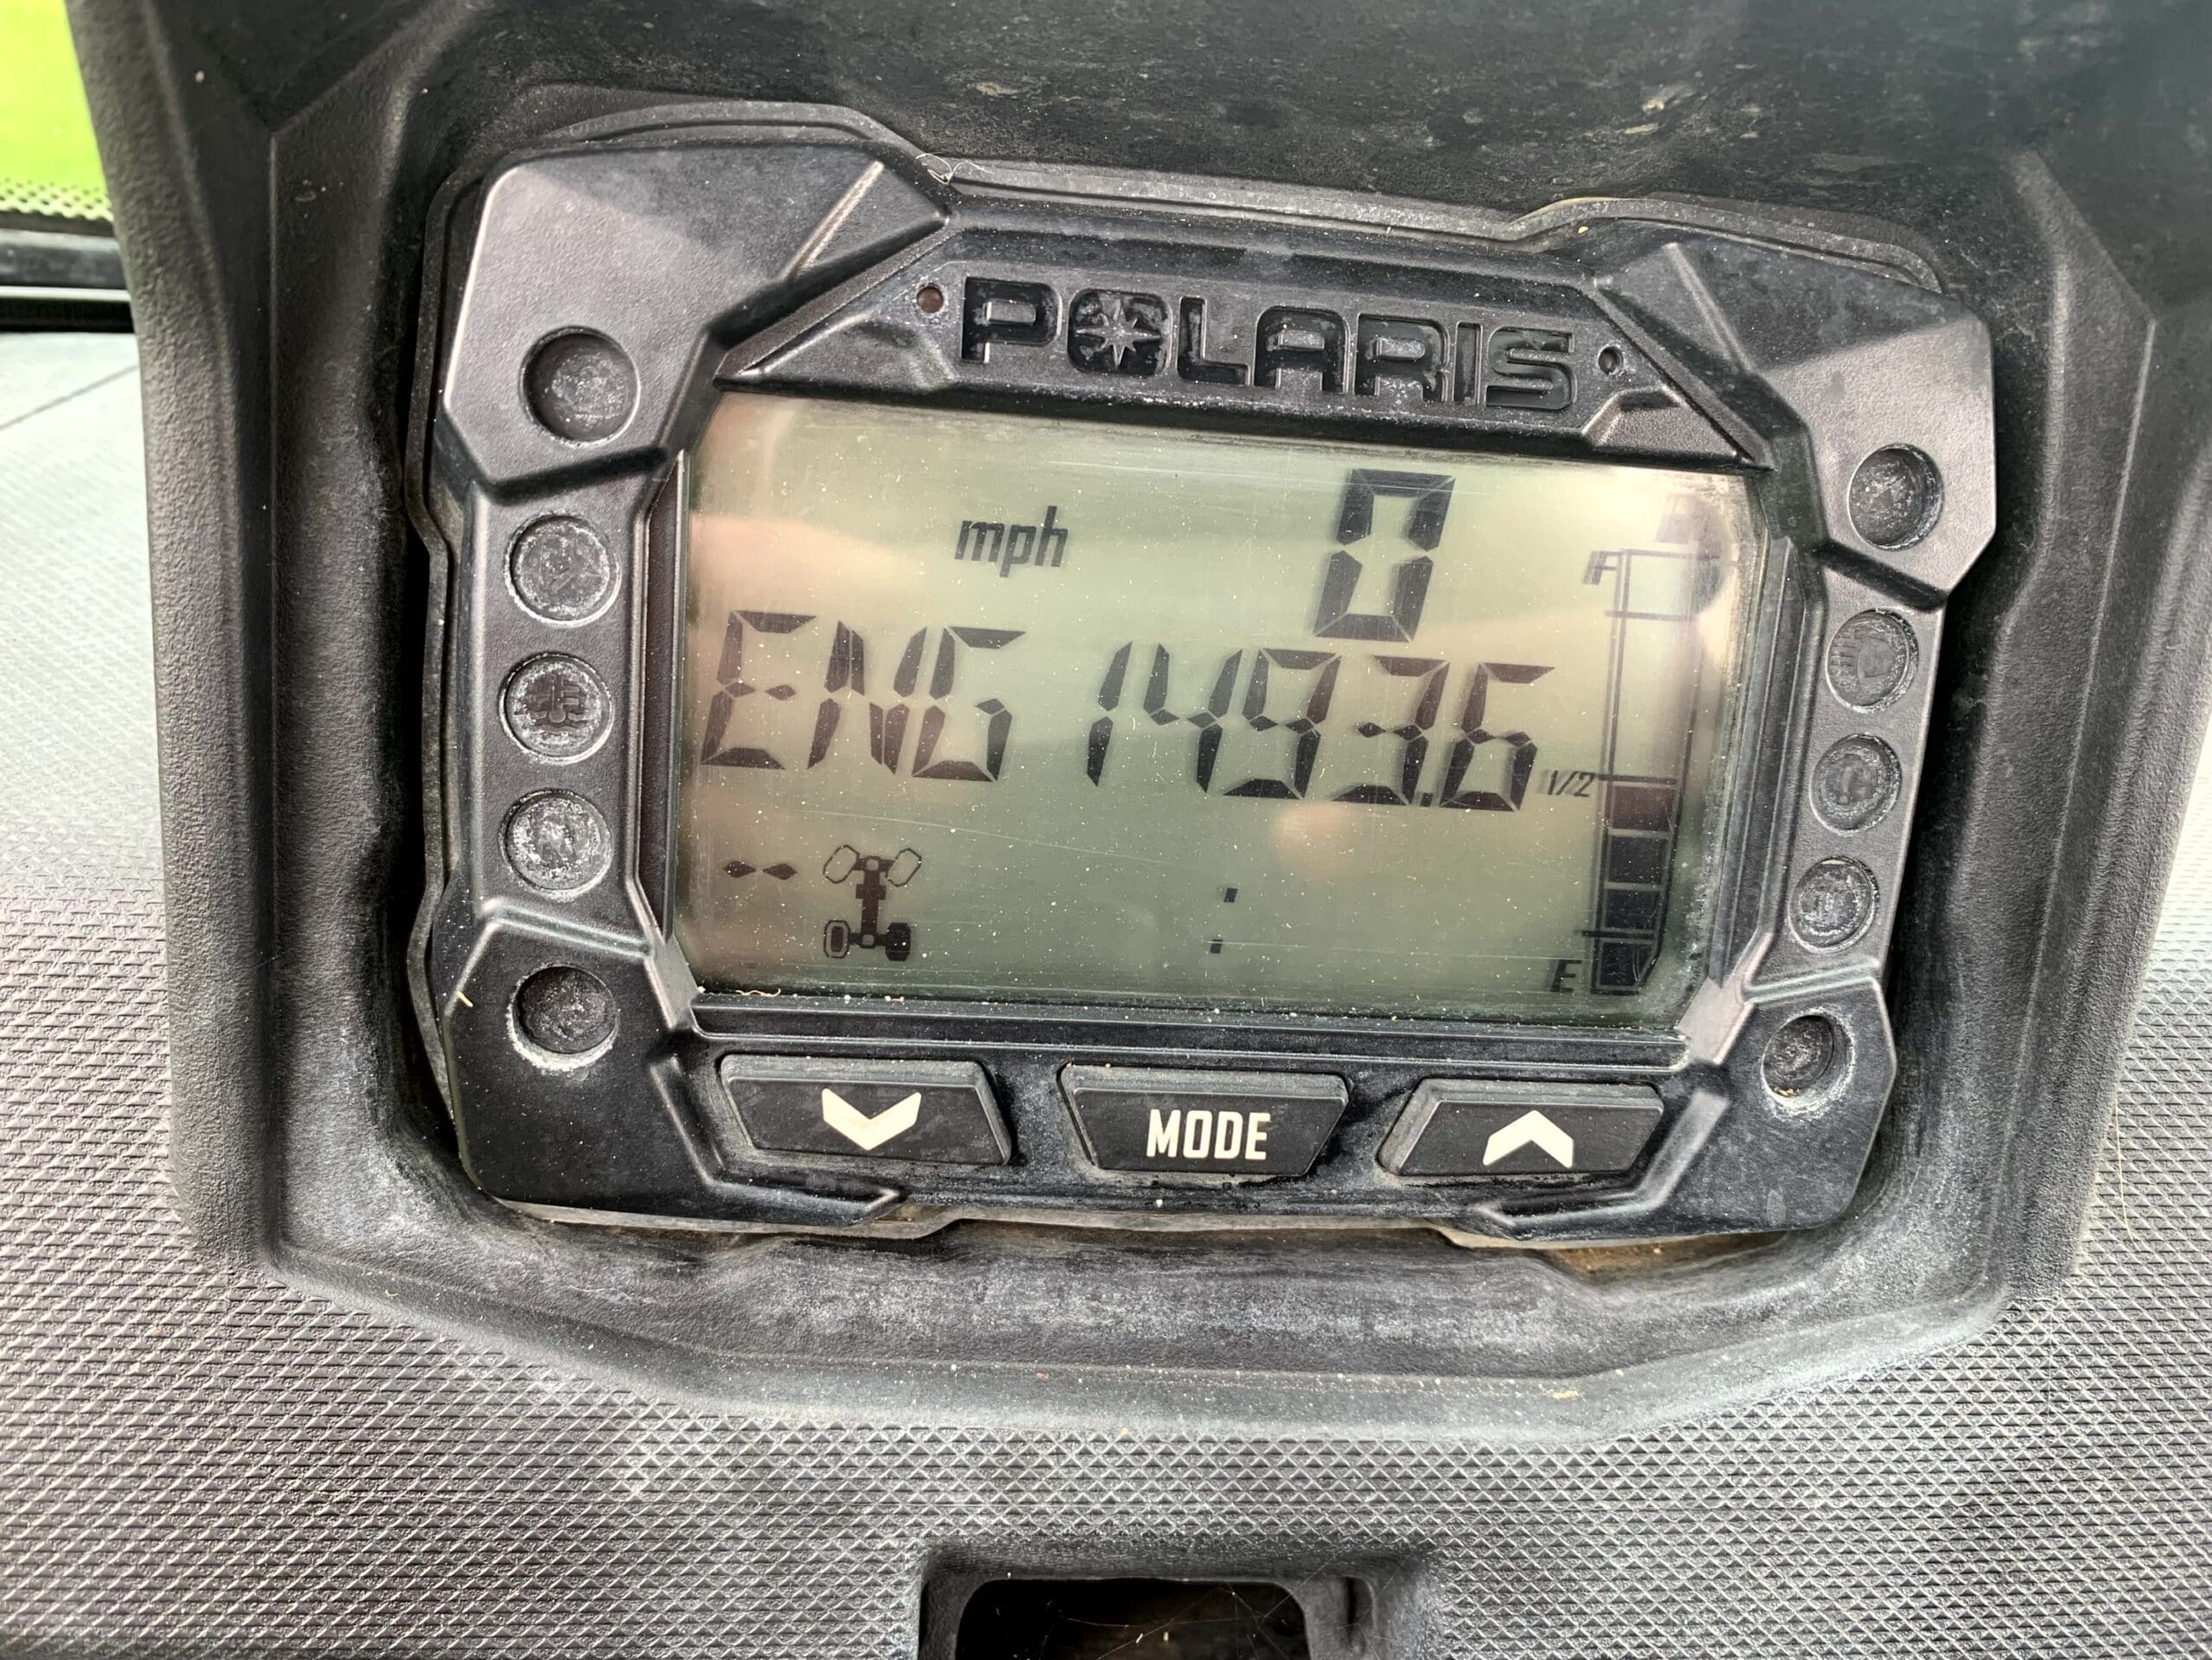 POLARIS
mph 0
F
ENG 1493.6
1/2
-- :
E
MODE